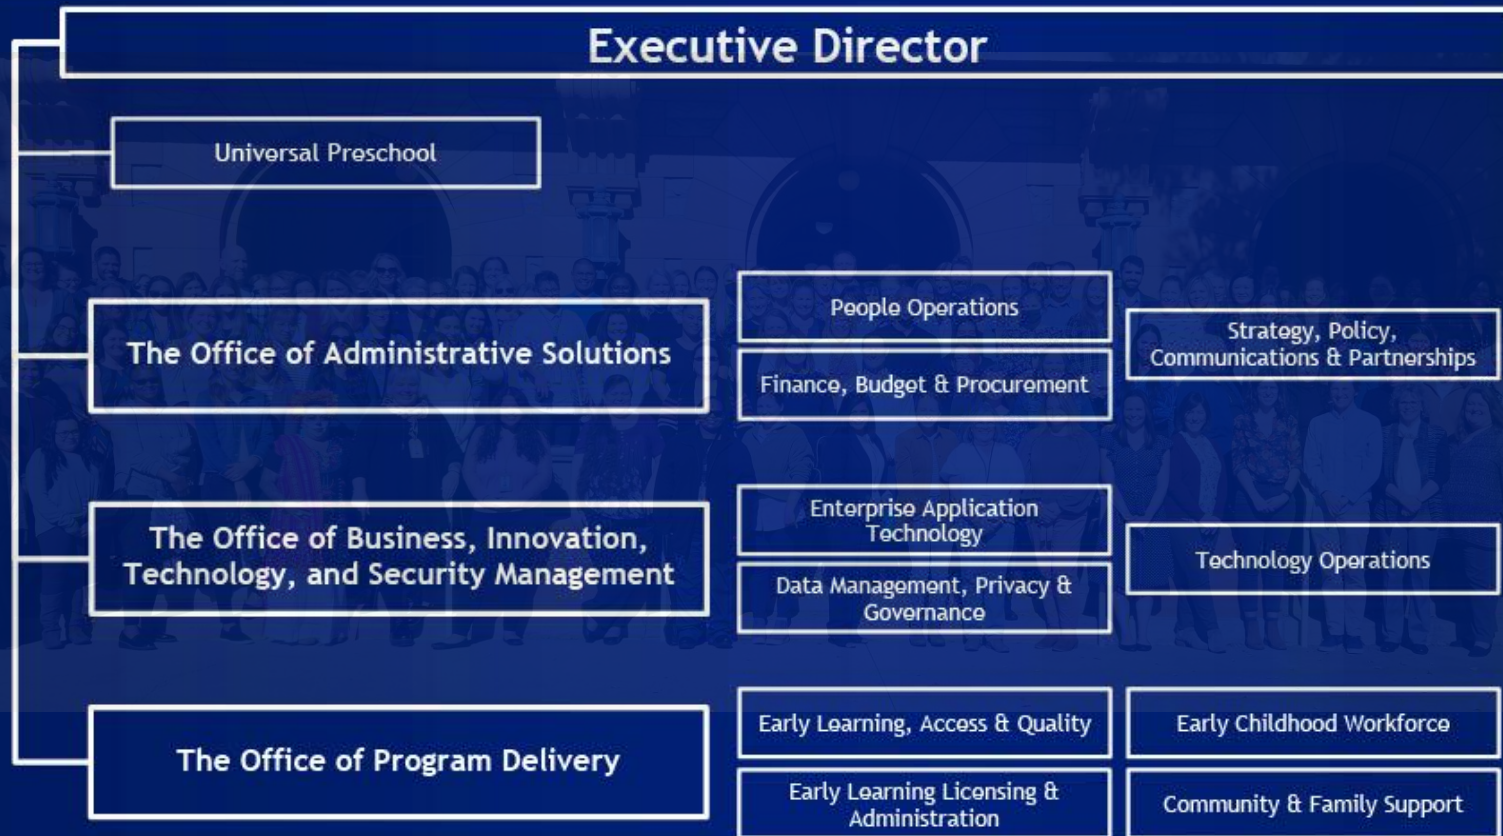 Executive Director
Universal Preschool
The Office of Administrative Solutions
People Operations
Finance, Budget & Procurement
Strategy, Policy,
Communications & Partnerships
The Office of Business, Innovation,
Technology, and Security Management
Enterprise Application
Technology
Data Management, Privacy &
Governance
Technology Operations
The Office of Program Delivery
Early Learning, Access & Quality
Early Learning Licensing &
Administration
Early Childhood Workforce
Community & Family Support